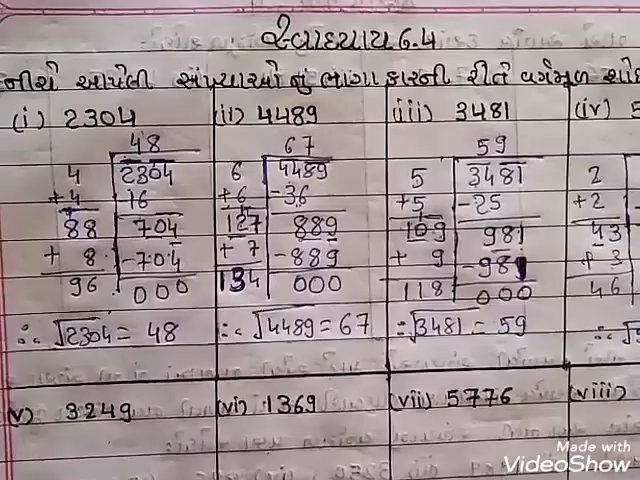 સ્વાધ્યાય 6.4
નીચે આપેલી સંખ્યાઓનું ભાગાકારની રીતે વર્ગમૂળ શોધ
(i) 2304 (ii) 4489 (iii) 3481 (iv) 5
48 67 59
4 2304 6 4489 5 3481 2
+4 -16 +6 -36 +5 -25 +2
88 704 127 889 109 981 43
+ 8 -704 + 7 -889 + 9 -981 + 3
96 000 134 000 118 000 46
∴ √2304 = 48 ∴ √4489 = 67 ∴ √3481 = 59 ∴ √
v) 3249 (vi) 1369 (vii) 5776 (viii)
Made with
VideoShow